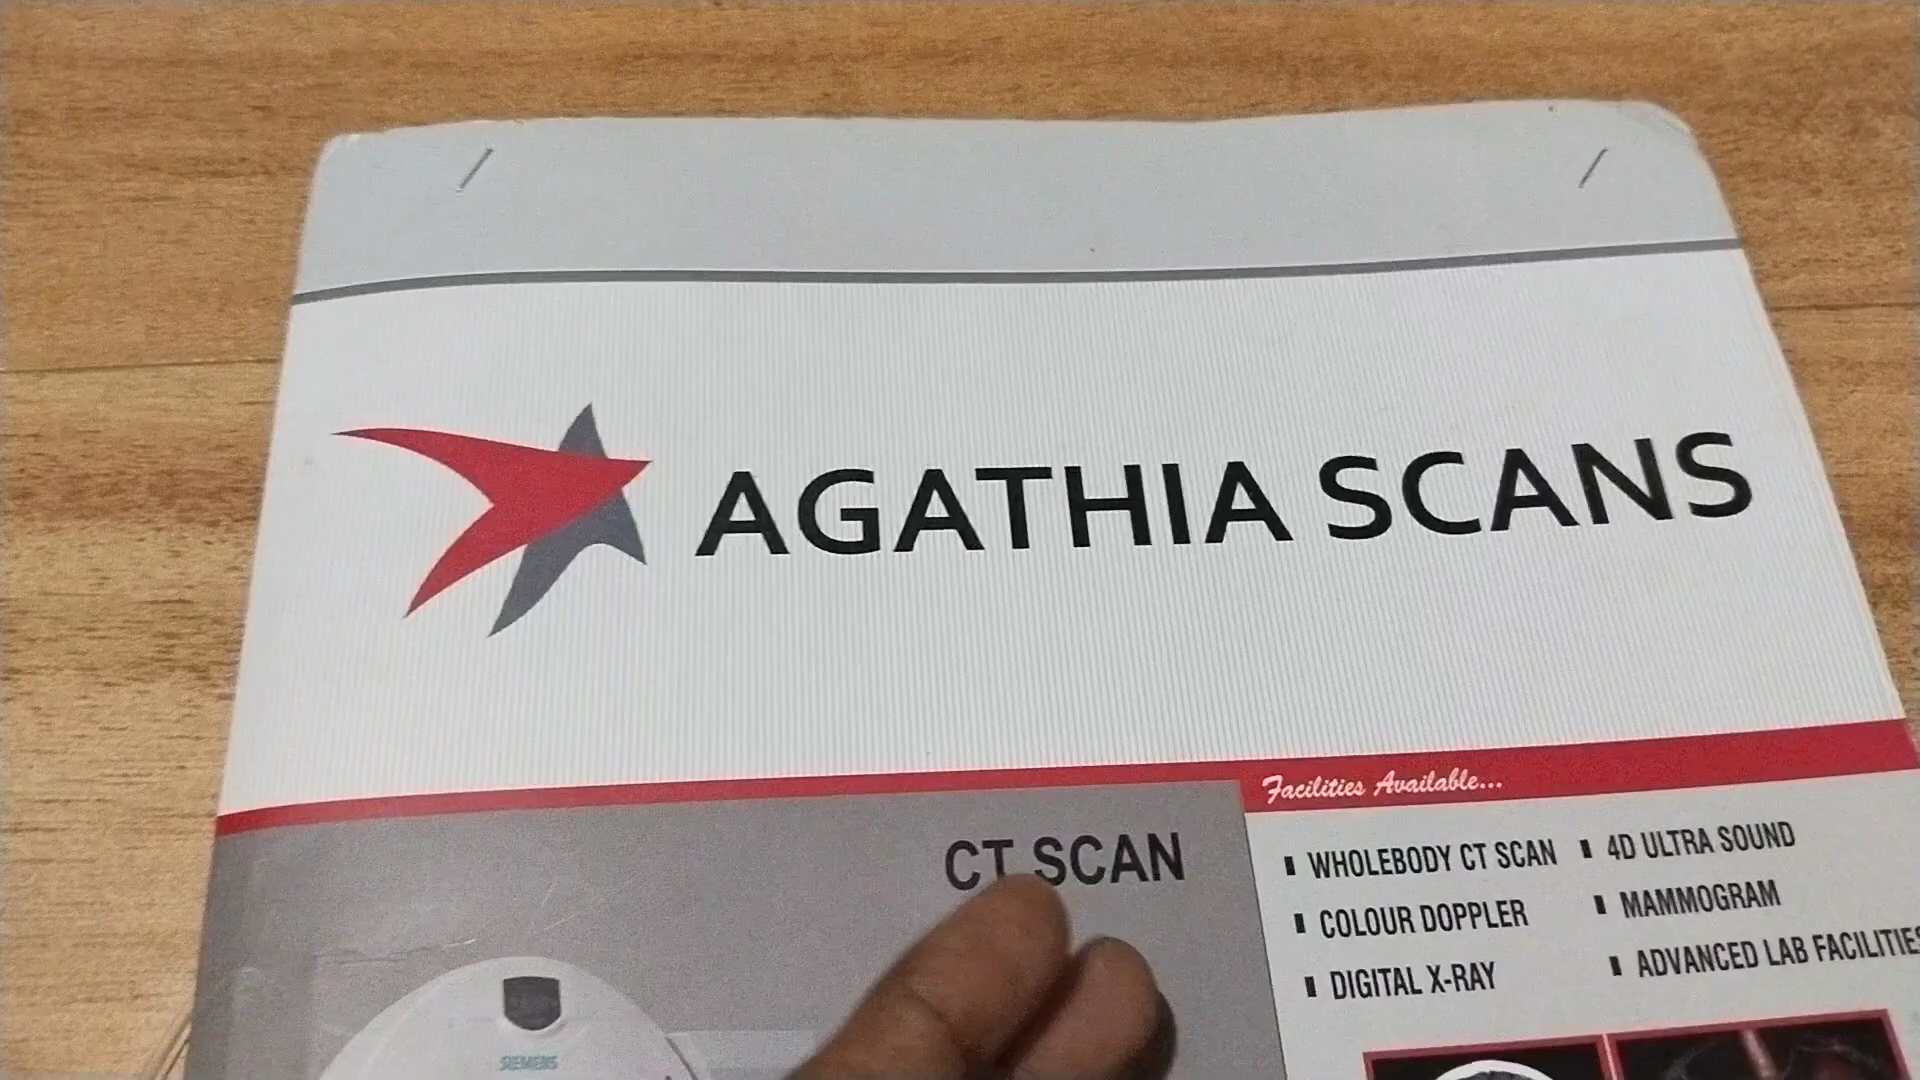 AGATHIA SCANS
Facilities Available...
CT SCAN
WHOLEBODY CT SCAN
4D ULTRA SOUND
COLOUR DOPPLER
MAMMOGRAM
DIGITAL X-RAY
ADVANCED LAB FACILITIES
SIEMENS